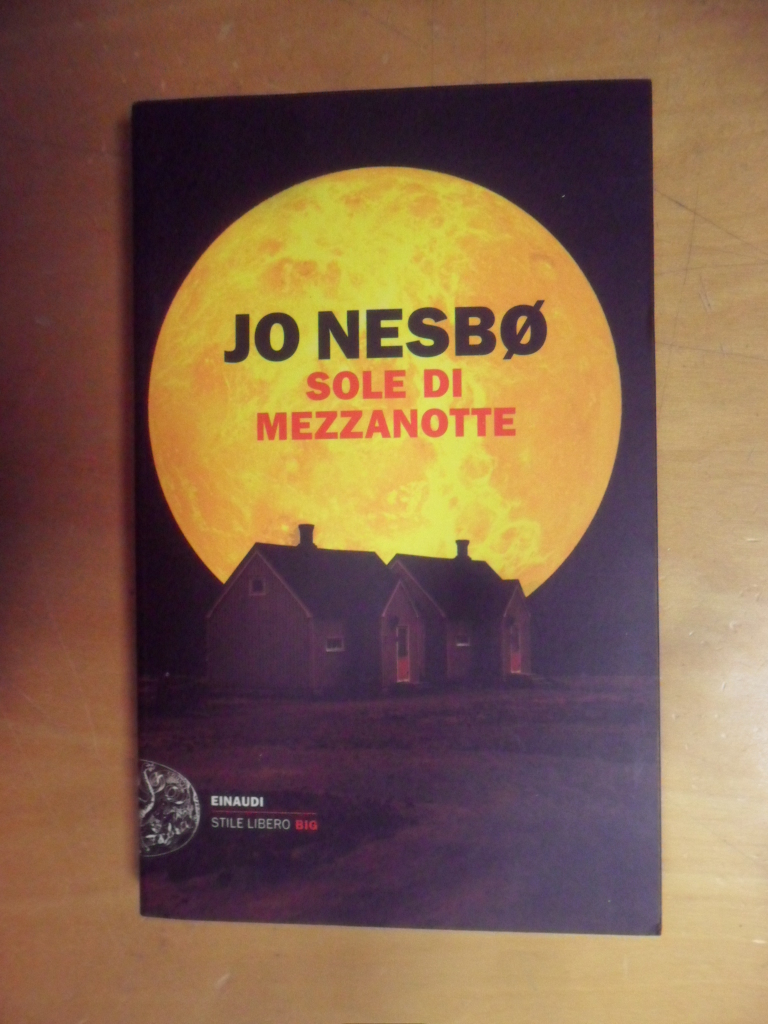 JO NESBØ
SOLE DI
MEZZANOTTE
EINAUDI
STILE LIBERO BIG